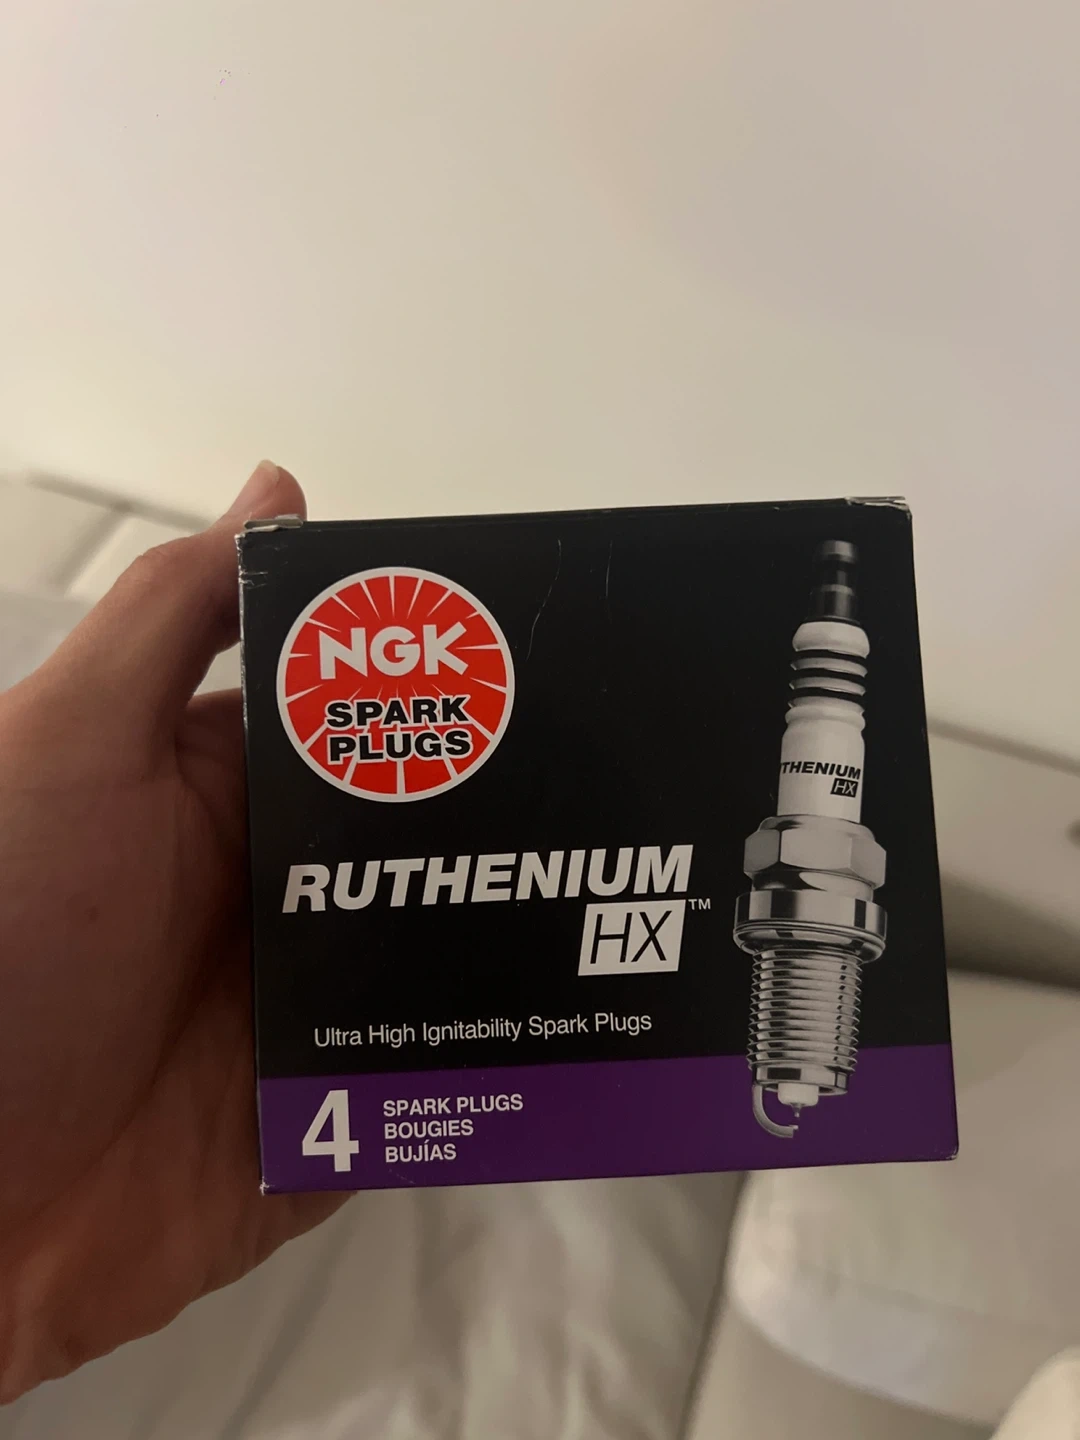 NGK
SPARK
PLUGS
RUTHENIUM
HX™
Ultra High Ignitability Spark Plugs
4
SPARK PLUGS
BOUGIES
BUJÍAS
THENIUM
HX